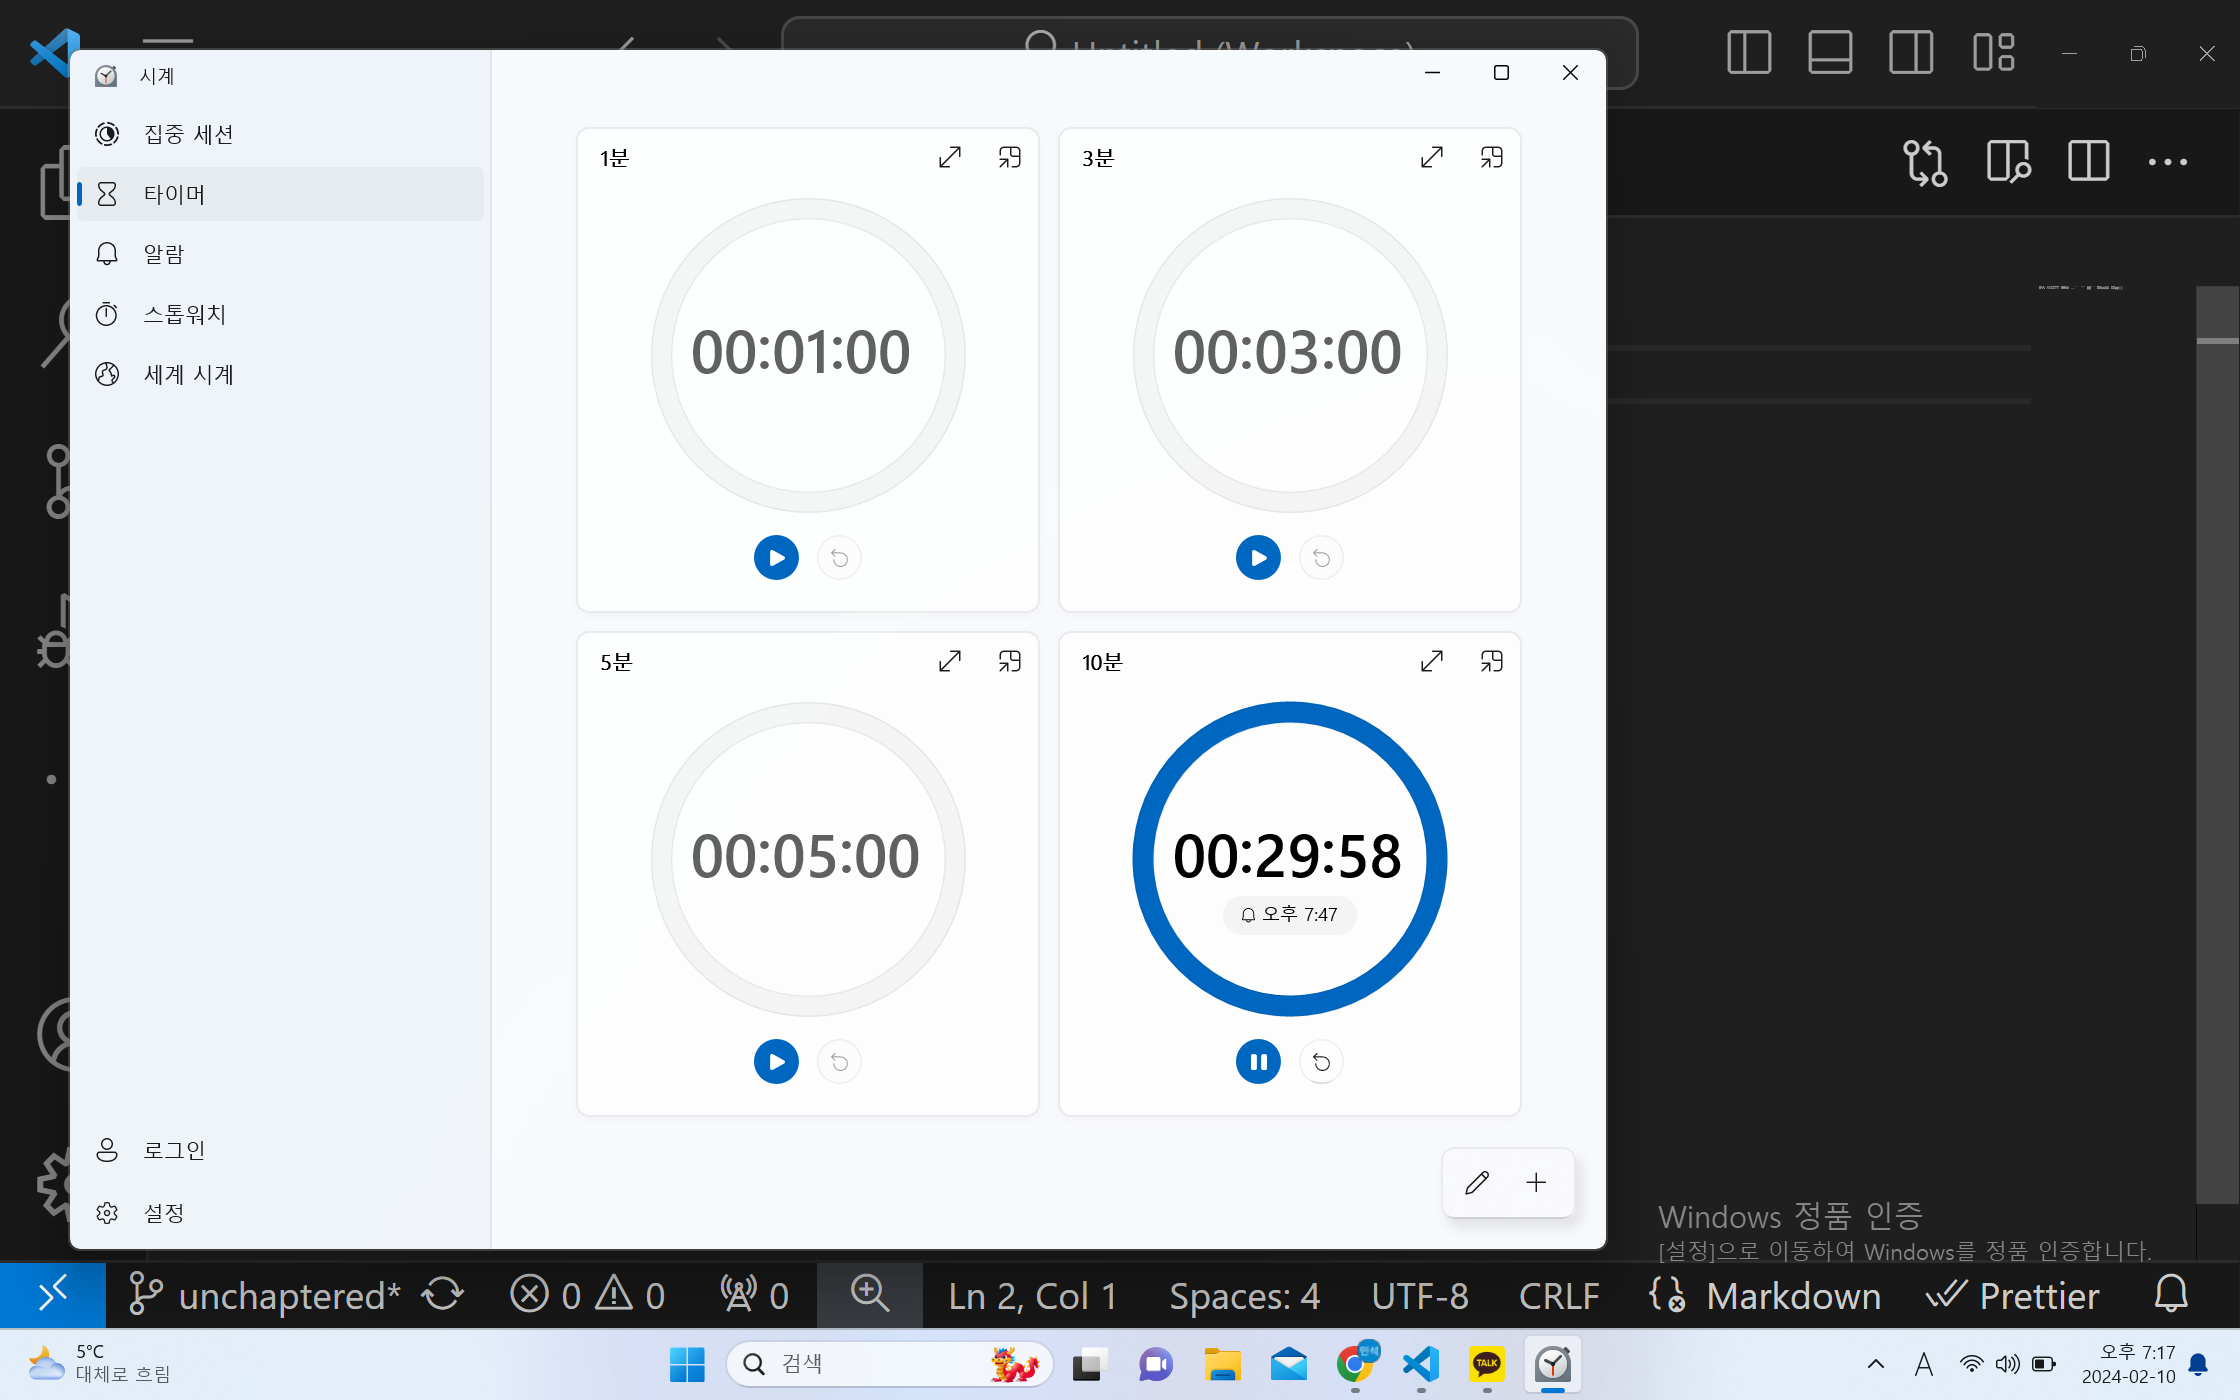 시계
집중 세션
타이머
알람
스톱워치
세계 시계
로그인
설정
1분
00:01:00
3분
00:03:00
5분
00:05:00
10분
00:29:58
오후 7:47
Windows 정품 인증
[설정]으로 이동하여 Windows를 정품 인증합니다.
unchaptered* 0 0 0 Ln 2, Col 1 Spaces: 4 UTF-8 CRLF Markdown Prettier
5°C
대체로 흐림
검색
TALK
A
오후 7:17
2024-02-10